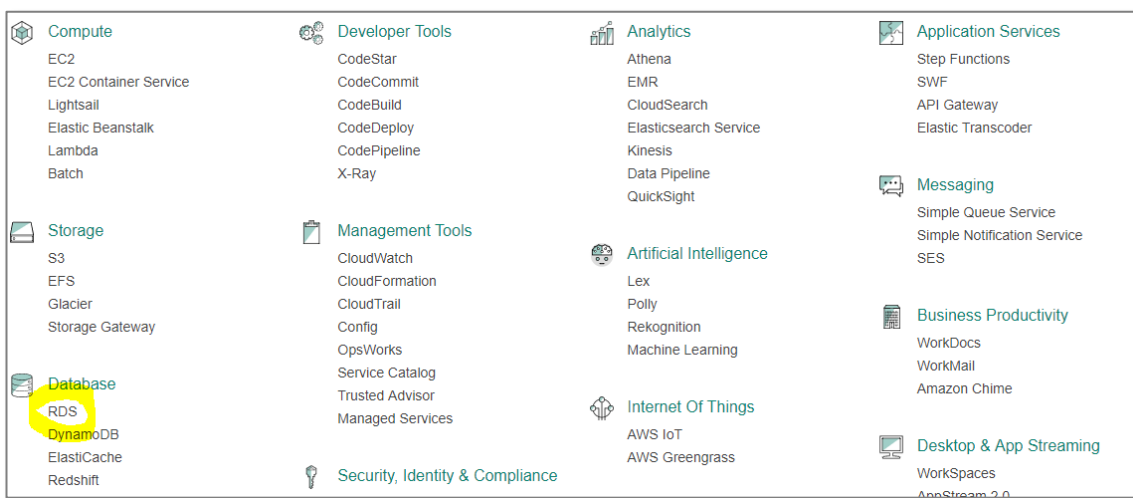 Compute
EC2
EC2 Container Service
Lightsail
Elastic Beanstalk
Lambda
Batch
Storage
S3
EFS
Glacier
Storage Gateway
Database
RDS
DynamoDB
ElastiCache
Redshift
Developer Tools
CodeStar
CodeCommit
CodeBuild
CodeDeploy
CodePipeline
X-Ray
Management Tools
CloudWatch
CloudFormation
CloudTrail
Config
OpsWorks
Service Catalog
Trusted Advisor
Managed Services
Security, Identity & Compliance
Analytics
Athena
EMR
CloudSearch
Elasticsearch Service
Kinesis
Data Pipeline
QuickSight
Artificial Intelligence
Lex
Polly
Rekognition
Machine Learning
Internet Of Things
AWS IoT
AWS Greengrass
Application Services
Step Functions
SWF
API Gateway
Elastic Transcoder
Messaging
Simple Queue Service
Simple Notification Service
SES
Business Productivity
WorkDocs
WorkMail
Amazon Chime
Desktop & App Streaming
WorkSpaces
AppStream 2.0